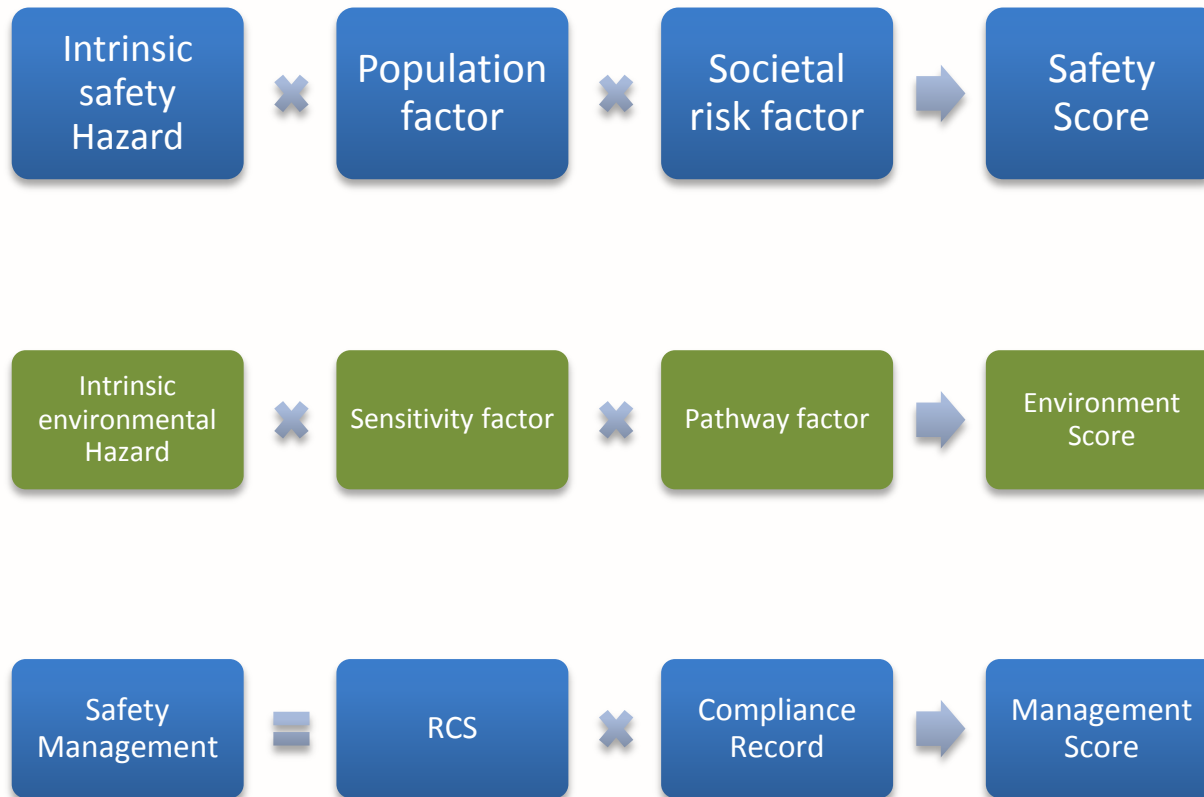 Intrinsic
safety
Hazard
Population
factor
Societal
risk factor
Safety
Score
Intrinsic
environmental
Hazard
Sensitivity factor
Pathway factor
Environment
Score
Safety
Management
RCS
Compliance
Record
Management
Score